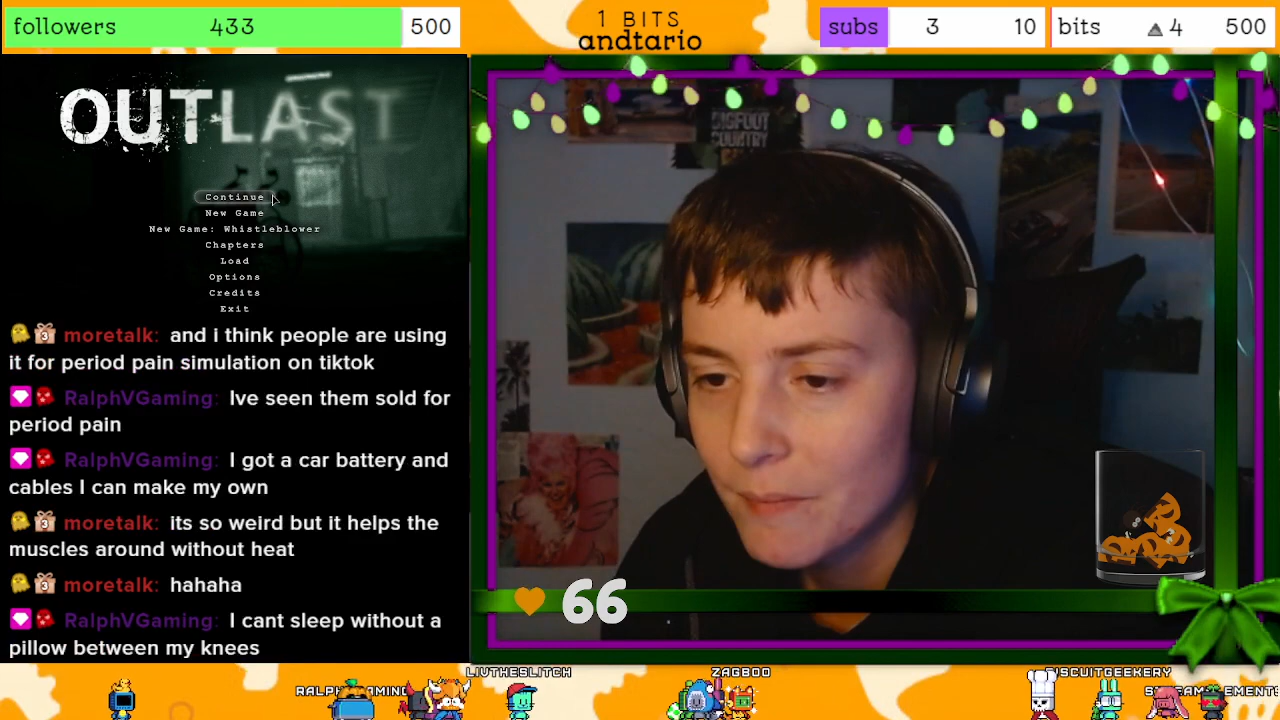 followers 433 500
1 BITS
andtario
subs 3 10
bits 4 500
OUTLAST
Continue
New Game
New Game: Whistleblower
Chapters
Load
Options
Credits
Exit
moretalk: and i think people are using
it for period pain simulation on tiktok
RalphVGaming: Ive seen them sold for
period pain
RalphVGaming: I got a car battery and
cables I can make my own
moretalk: its so weird but it helps the
muscles around without heat
moretalk: hahaha
RalphVGaming: I cant sleep without a
pillow between my knees
BIGFOOT
COUNTRY
66
LIVTHESLITCH
ZAGBOO